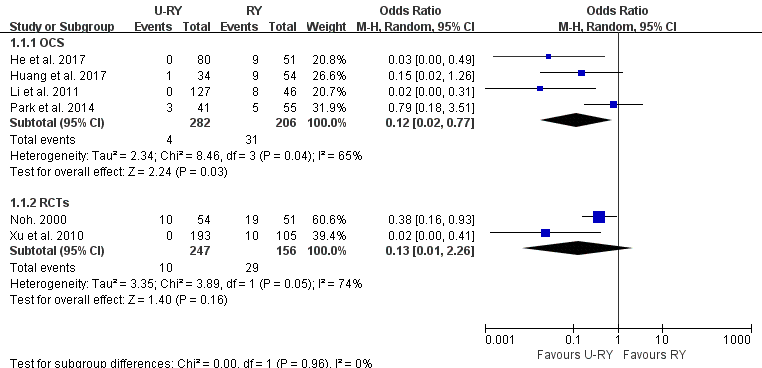 U-RY RY Odds Ratio Odds Ratio
Study or Subgroup Events Total Events Total Weight M-H, Random, 95% CI M-H, Random, 95% CI
1.1.1 OCS
He et al. 2017 0 80 9 51 20.8% 0.03 [0.00, 0.49]
Huang et al. 2017 1 34 9 54 26.6% 0.15 [0.02, 1.26]
Li et al. 2011 0 127 8 46 20.7% 0.02 [0.00, 0.31]
Park et al. 2014 3 41 5 55 31.9% 0.79 [0.18, 3.51]
Subtotal (95% CI) 282 206 100.0% 0.12 [0.02, 0.77]
Total events 4 31
Heterogeneity: Tau² = 2.34; Chi² = 8.46, df = 3 (P = 0.04); I² = 65%
Test for overall effect: Z = 2.24 (P = 0.03)
1.1.2 RCTs
Noh. 2000 10 54 19 51 60.6% 0.38 [0.16, 0.93]
Xu et al. 2010 0 193 10 105 39.4% 0.02 [0.00, 0.41]
Subtotal (95% CI) 247 156 100.0% 0.13 [0.01, 2.26]
Total events 10 29
Heterogeneity: Tau² = 3.35; Chi² = 3.89, df = 1 (P = 0.05); I² = 74%
Test for overall effect: Z = 1.40 (P = 0.16)
0.001 0.1 1 10 1000
Favours U-RY Favours RY
Test for subgroup differences: Chi² = 0.00, df = 1 (P = 0.96), I² = 0%